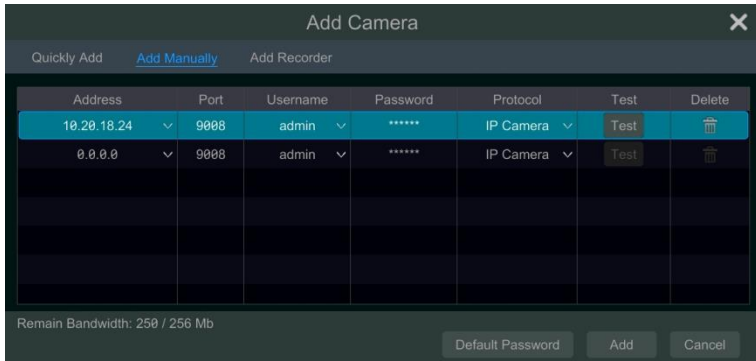 Add Camera
Quickly Add Add Manually Add Recorder
Address Port Username Password Protocol Test Delete
10.20.18.24 9008 admin ****** IP Camera Test
0.0.0.0 9008 admin ****** IP Camera Test
Remain Bandwidth: 250 / 256 Mb
Default Password Add Cancel